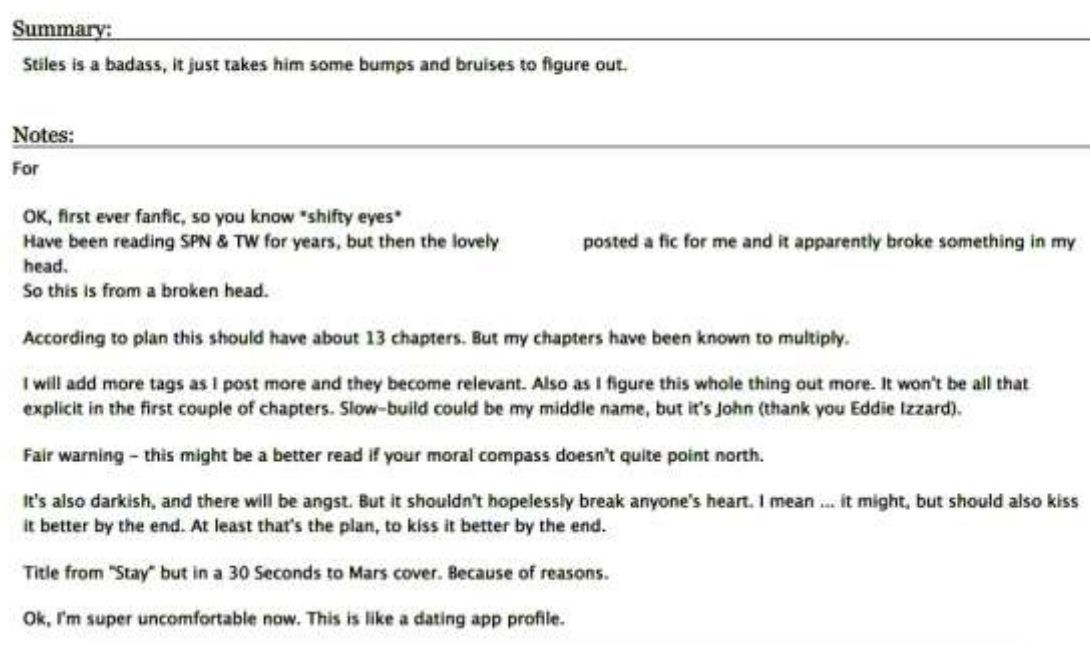 Summary:
Stiles is a badass, it just takes him some bumps and bruises to figure out.
Notes:
For
OK, first ever fanfic, so you know *shifty eyes*
Have been reading SPN & TW for years, but then the lovely posted a fic for me and it apparently broke something in my
head.
So this is from a broken head.
According to plan this should have about 13 chapters. But my chapters have been known to multiply.
I will add more tags as I post more and they become relevant. Also as I figure this whole thing out more. It won't be all that
explicit in the first couple of chapters. Slow-build could be my middle name, but it's John (thank you Eddie Izzard).
Fair warning - this might be a better read if your moral compass doesn't quite point north.
It's also darkish, and there will be angst. But it shouldn't hopelessly break anyone's heart. I mean ... it might, but should also kiss
it better by the end. At least that's the plan, to kiss it better by the end.
Title from "Stay" but in a 30 Seconds to Mars cover. Because of reasons.
Ok, I'm super uncomfortable now. This is like a dating app profile.